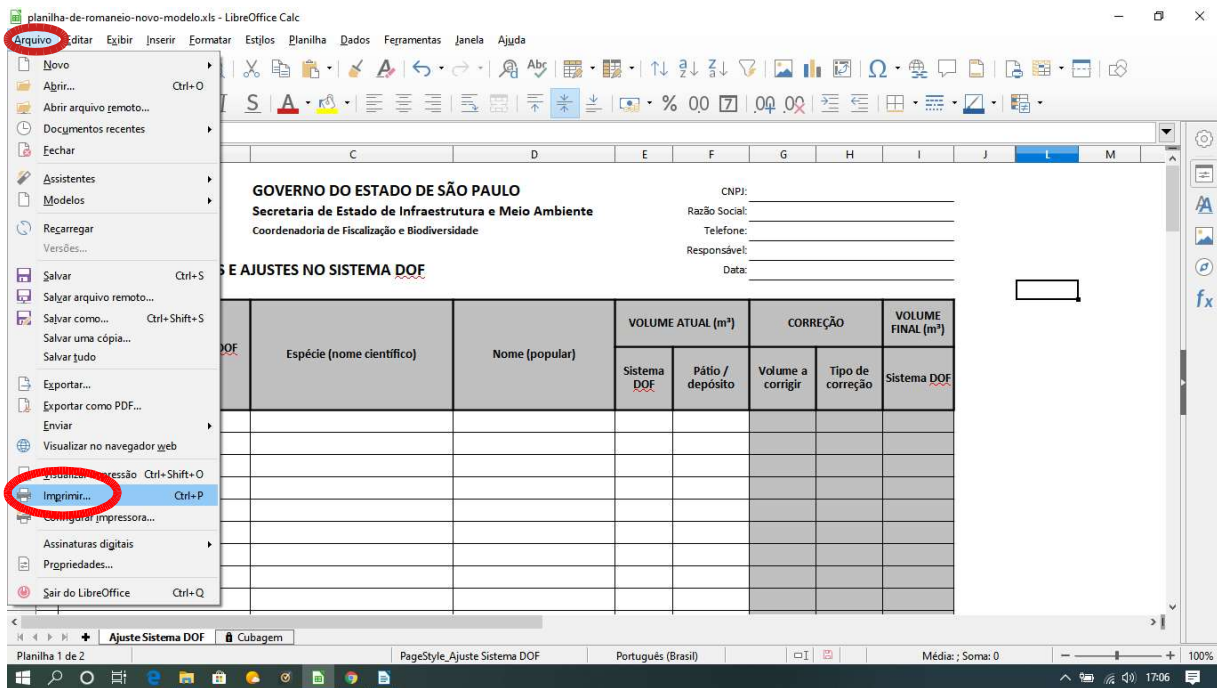 planilha-de-romaneio-novo-modelo.xls - LibreOffice Calc
Arquivo Editar Exibir Inserir Formatar Estilos Planilha Dados Ferramentas Janela Ajuda
Novo
Abrir... Ctrl+O
Abrir arquivo remoto...
Documentos recentes
Fechar
Assistentes
Modelos
Recarregar
Versões...
Salvar Ctrl+S
Salvar arquivo remoto...
Salvar como... Ctrl+Shift+S
Salvar uma cópia...
Salvar tudo
Exportar...
Exportar como PDF...
Enviar
Visualizar no navegador web
Visualizar impressão Ctrl+Shift+O
Imprimir... Ctrl+P
Configurar impressora...
Assinaturas digitais
Propriedades...
Sair do LibreOffice Ctrl+Q
C D E F G H I J L M
GOVERNO DO ESTADO DE SÃO PAULO
Secretaria de Estado de Infraestrutura e Meio Ambiente
Coordenadoria de Fiscalização e Biodiversidade
S E AJUSTES NO SISTEMA DOF
CNPJ:
Razão Social:
Telefone:
Responsável:
Data:
DOF
Espécie (nome científico)
Nome (popular)
VOLUME ATUAL (m³)
CORREÇÃO
VOLUME
FINAL (m³)
Sistema
DOF
Pátio /
depósito
Volume a
corrigir
Tipo de
correção
Sistema DOF
Ajuste Sistema DOF Cubagem
Planilha 1 de 2 PageStyle_Ajuste Sistema DOF Português (Brasil) Média: ; Soma: 0 100%
17:06